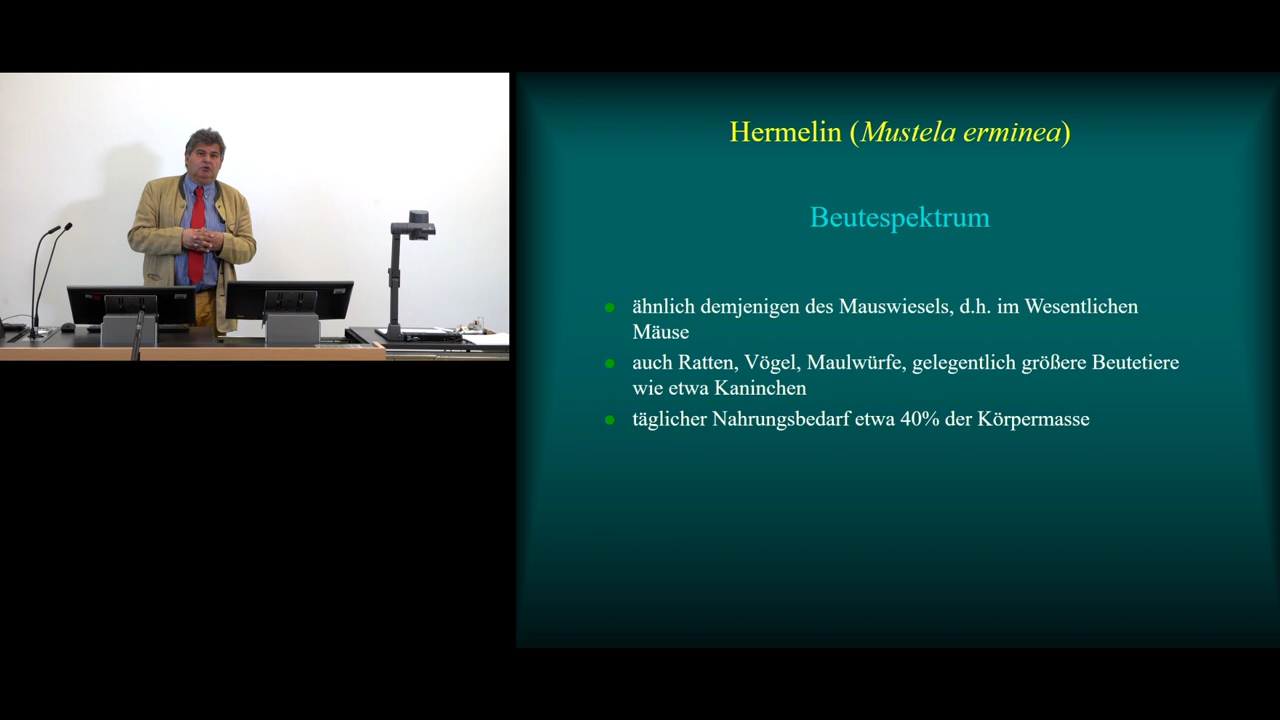 Hermelin (Mustela erminea)
Beutespektrum
ähnlich demjenigen des Mauswiesels, d.h. im Wesentlichen
Mäuse
auch Ratten, Vögel, Maulwürfe, gelegentlich größere Beutetiere
wie etwa Kaninchen
täglicher Nahrungsbedarf etwa 40% der Körpermasse